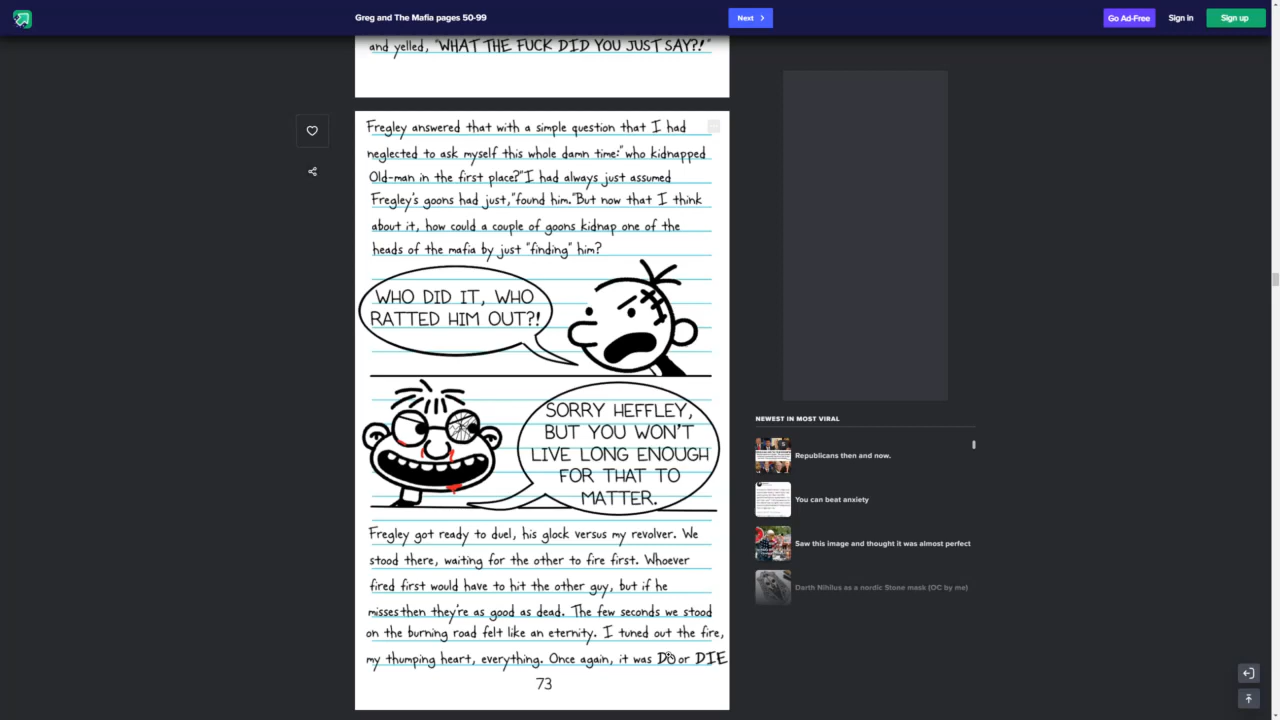 Greg and The Mafia pages 50-99
Next
Go Ad-Free
Sign in
Sign up
and yelled, "WHAT THE FUCK DID YOU JUST SAY?!"
Fregley answered that with a simple question that I had
neglected to ask myself this whole damn time:"who kidnapped
Old-man in the first place?"I had always just assumed
Fregley's goons had just,"found him."But now that I think
about it, how could a couple of goons kidnap one of the
heads of the mafia by just "finding" him?
WHO DID IT, WHO
RATTED HIM OUT?!
SORRY HEFFLEY,
BUT YOU WON'T
LIVE LONG ENOUGH
FOR THAT TO
MATTER.
Fregley got ready to duel, his glock versus my revolver. We
stood there, waiting for the other to fire first. Whoever
fired first would have to hit the other guy, but if he
misses then they're as good as dead. The few seconds we stood
on the burning road felt like an eternity. I tuned out the fire,
my thumping heart, everything. Once again, it was DO or DIE
73
NEWEST IN MOST VIRAL
Republicans then and now.
You can beat anxiety
Saw this image and thought it was almost perfect
Darth Nihilus as a nordic Stone mask (OC by me)